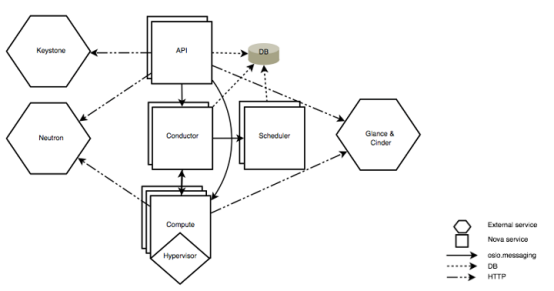 Keystone
API
DB
Neutron
Conductor
Scheduler
Glance &
Cinder
Compute
Hypervisor
External service
Nova service
oslo.messaging
DB
HTTP